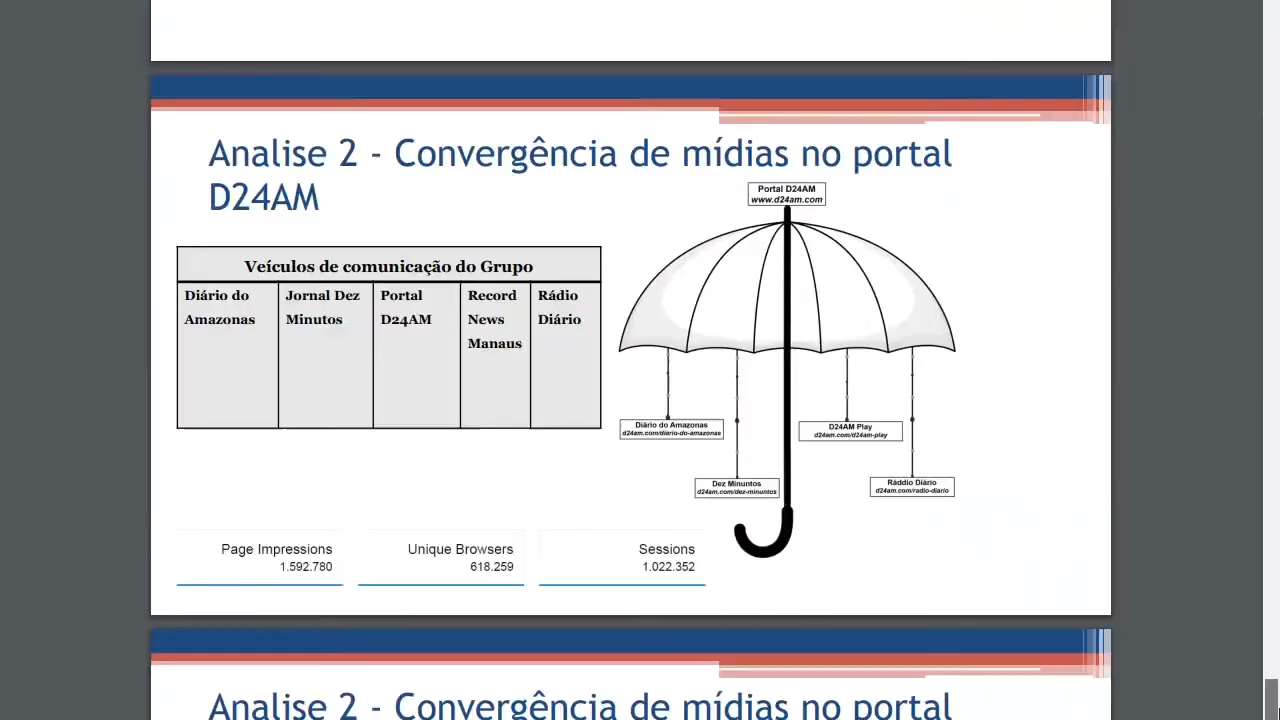 Analise 2 - Convergência de mídias no portal
D24AM
Portal D24AM
www.d24am.com
Veículos de comunicação do Grupo
Diário do
Amazonas
Jornal Dez
Minutos
Portal
D24AM
Record
News
Manaus
Rádio
Diário
Diário do Amazonas
d24am.com/diario-do-amazonas
D24AM Play
d24am.com/d24am-play
Dez Minuntos
d24am.com/dez-minuntos
Ráddio Diário
d24am.com/radio-diario
Page Impressions
1.592.780
Unique Browsers
618.259
Sessions
1.022.352
Analise 2 - Convergência de mídias no portal